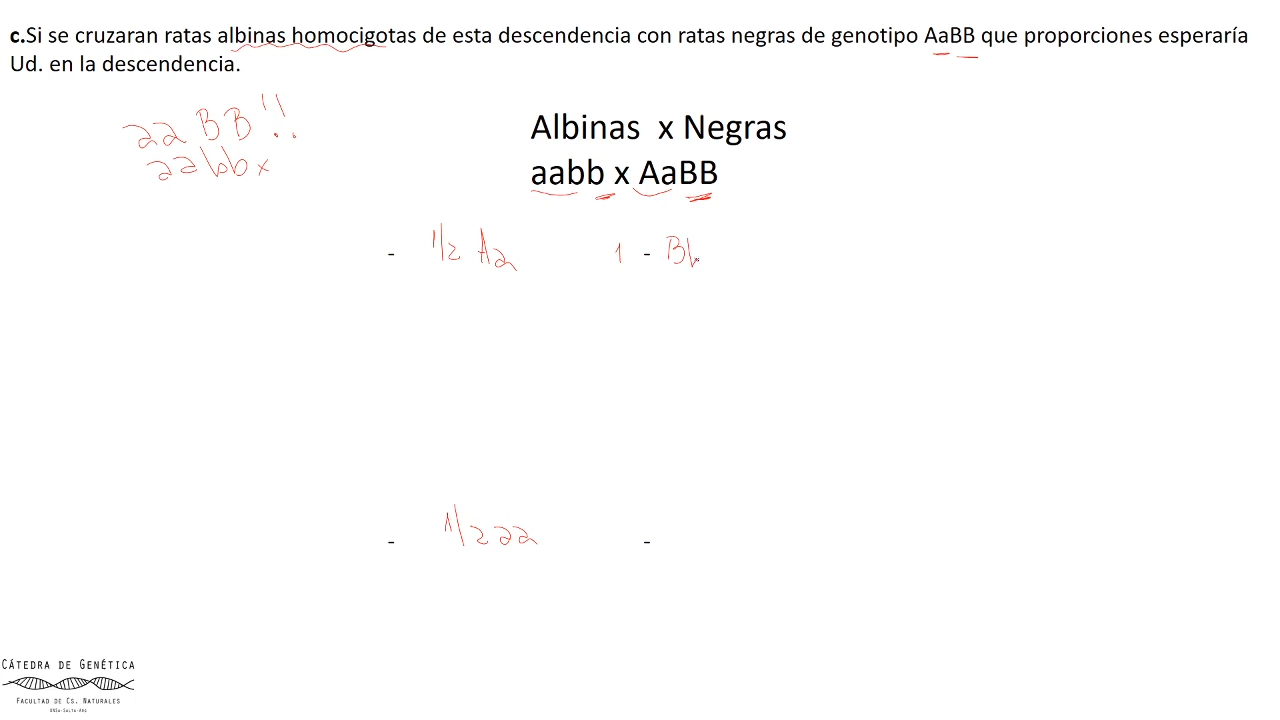 c.Si se cruzaran ratas albinas homocigotas de esta descendencia con ratas negras de genotipo AaBB que proporciones esperaría
Ud. en la descendencia.
aaBB!!
aabb x
Albinas x Negras
aabb x AaBB
- 1/2 Aa 1 - Bb
- 1/2 aa -
CÁTEDRA DE GENÉTICA
FACULTAD DE CS. NATURALES